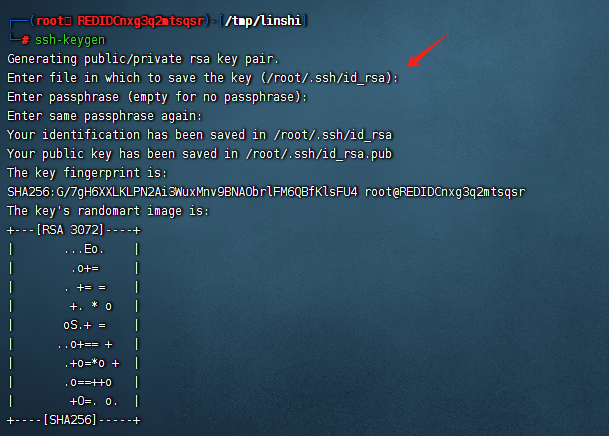 ┌──(root㉿ REDIDCnxg3q2mtsqsr)-[/tmp/linshi]
└─# ssh-keygen
Generating public/private rsa key pair.
Enter file in which to save the key (/root/.ssh/id_rsa):
Enter passphrase (empty for no passphrase):
Enter same passphrase again:
Your identification has been saved in /root/.ssh/id_rsa
Your public key has been saved in /root/.ssh/id_rsa.pub
The key fingerprint is:
SHA256:G/7gH6XXLKLPN2Ai3WuxMnv9BNAObrlFM6QBfKlsFU4 root@REDIDCnxg3q2mtsqsr
The key's randomart image is:
+---[RSA 3072]----+
|       ...Eo.    |
|        .o+=     |
|       . += =    |
|        +. * o   |
|       oS.+ =    |
|      ..o+== +   |
|       .+o=*o +  |
|       .o==++o   |
|        +O=. o.  |
+----[SHA256]-----+